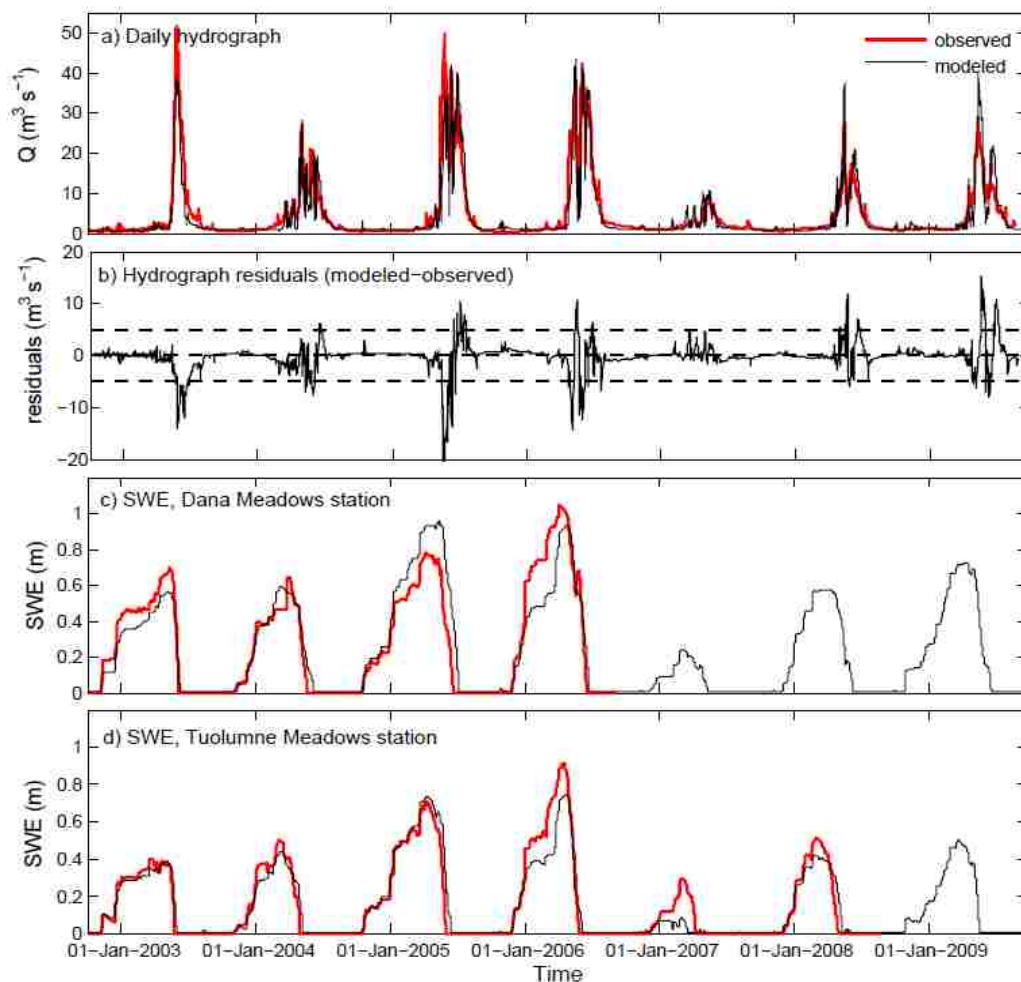 a) Daily hydrograph
observed
modeled
Q (m³ s⁻¹)
50
40
30
20
10
0
b) Hydrograph residuals (modeled−observed)
residuals (m³ s⁻¹)
20
10
0
−10
−20
c) SWE, Dana Meadows station
SWE (m)
1
0.8
0.6
0.4
0.2
0
d) SWE, Tuolumne Meadows station
SWE (m)
1
0.8
0.6
0.4
0.2
0
01−Jan−2003 01−Jan−2004 01−Jan−2005 01−Jan−2006 01−Jan−2007 01−Jan−2008 01−Jan−2009
Time